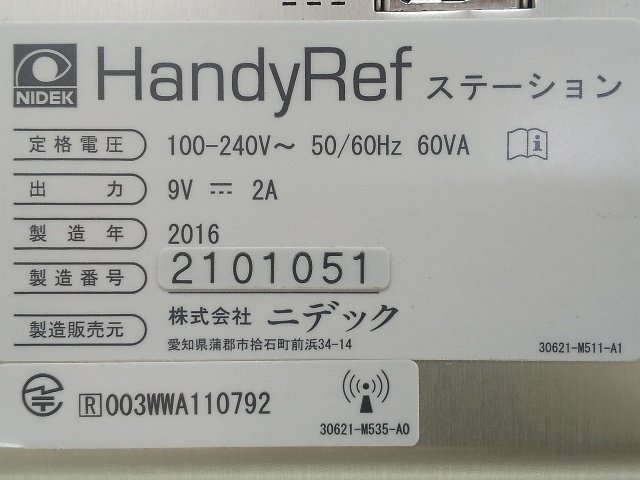 NIDEK HandyRef ステーション
定格電圧 100-240V～ 50/60Hz 60VA
出力 9V ⎓ 2A
製造年 2016
製造番号 2101051
製造販売元 株式会社 ニデック
愛知県蒲郡市拾石町前浜34-14
30621-M511-A1
R 003WWA110792
30621-M535-A0